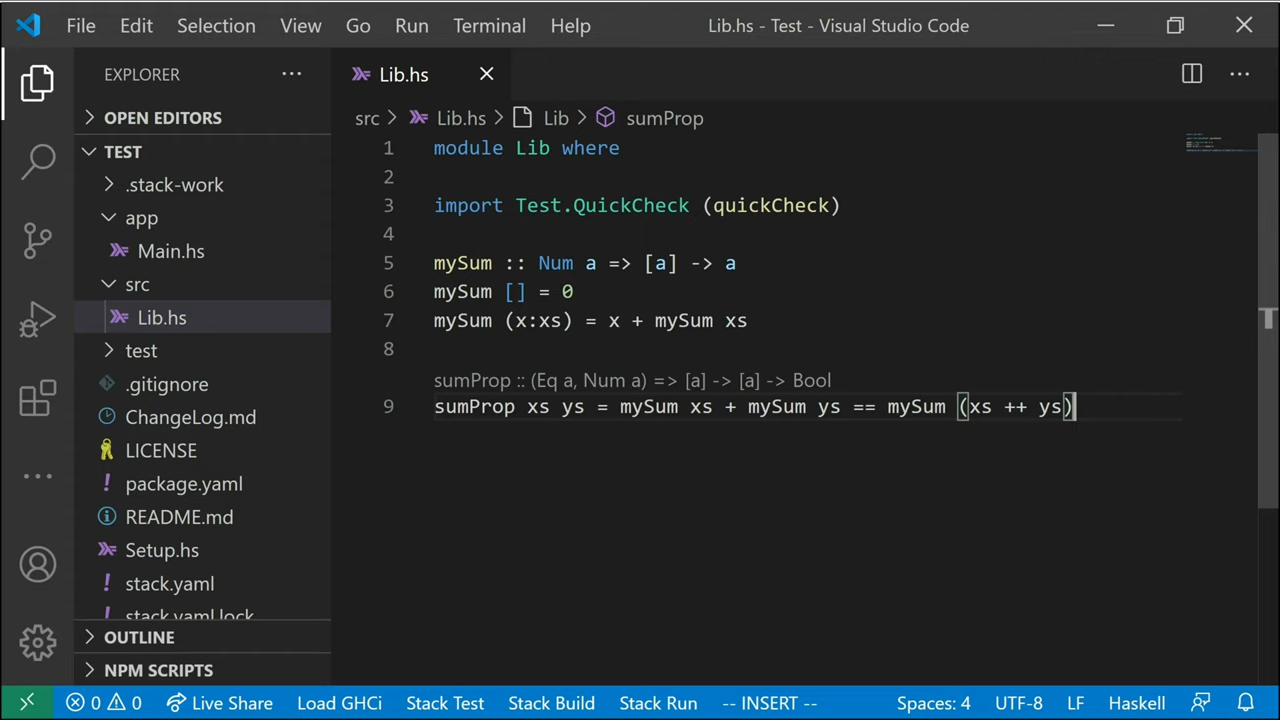 File Edit Selection View Go Run Terminal Help Lib.hs - Test - Visual Studio Code
EXPLORER
OPEN EDITORS
TEST
.stack-work
app
Main.hs
src
Lib.hs
test
.gitignore
ChangeLog.md
LICENSE
package.yaml
README.md
Setup.hs
stack.yaml
stack.yaml.lock
OUTLINE
NPM SCRIPTS
Lib.hs
src > Lib.hs > Lib > sumProp
1 module Lib where
2
3 import Test.QuickCheck (quickCheck)
4
5 mySum :: Num a => [a] -> a
6 mySum [] = 0
7 mySum (x:xs) = x + mySum xs
8
sumProp :: (Eq a, Num a) => [a] -> [a] -> Bool
9 sumProp xs ys = mySum xs + mySum ys == mySum (xs ++ ys)
0 0 Live Share Load GHCi Stack Test Stack Build Stack Run -- INSERT -- Spaces: 4 UTF-8 LF Haskell